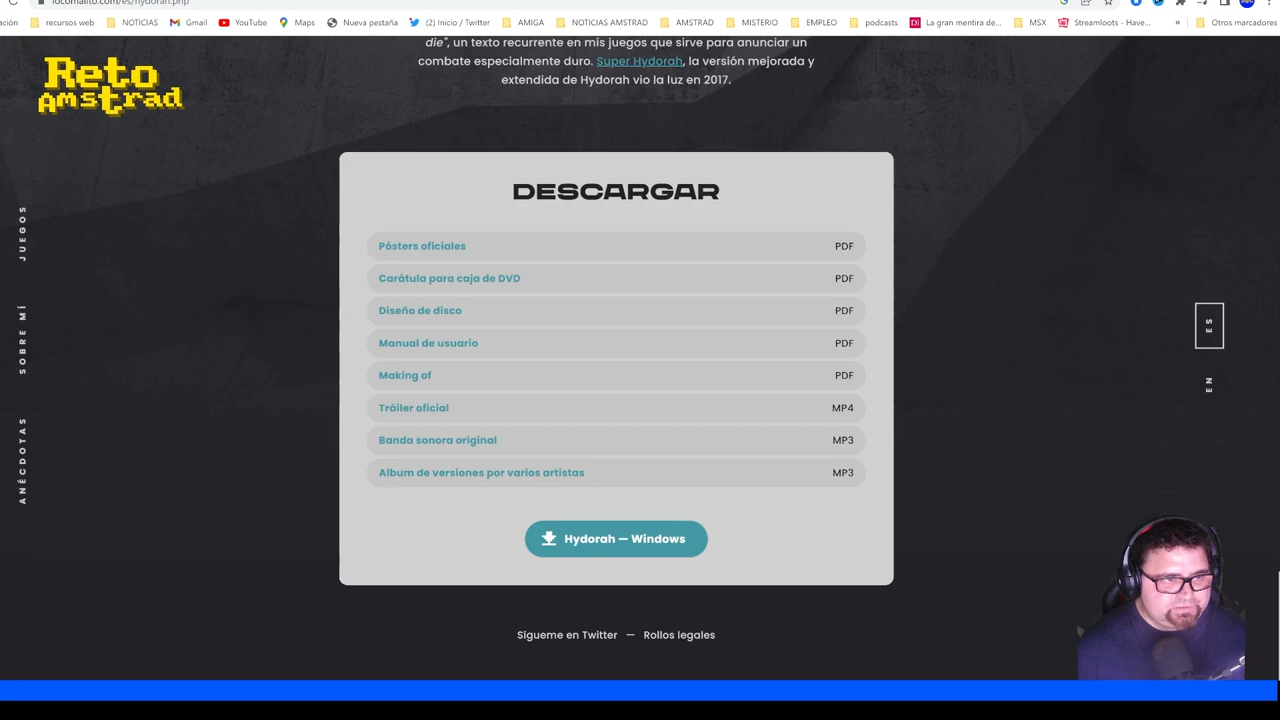 locomalito.com/es/hydorah.php
ación
recursos web
NOTICIAS
Gmail
YouTube
Maps
Nueva pestaña
(2) Inicio / Twitter
AMIGA
NOTICIAS AMSTRAD
AMSTRAD
MISTERIO
EMPLEO
podcasts
La gran mentira de...
MSX
Streamloots - Have...
»
Otros marcadores
Reto
Amstrad
die", un texto recurrente en mis juegos que sirve para anunciar un
combate especialmente duro. Super Hydorah, la versión mejorada y
extendida de Hydorah vio la luz en 2017.
JUEGOS
SOBRE MÍ
ANÉCDOTAS
DESCARGAR
Pósters oficiales PDF
Carátula para caja de DVD PDF
Diseño de disco PDF
Manual de usuario PDF
Making of PDF
Tráiler oficial MP4
Banda sonora original MP3
Album de versiones por varios artistas MP3
Hydorah — Windows
ES
EN
Sígueme en Twitter — Rollos legales